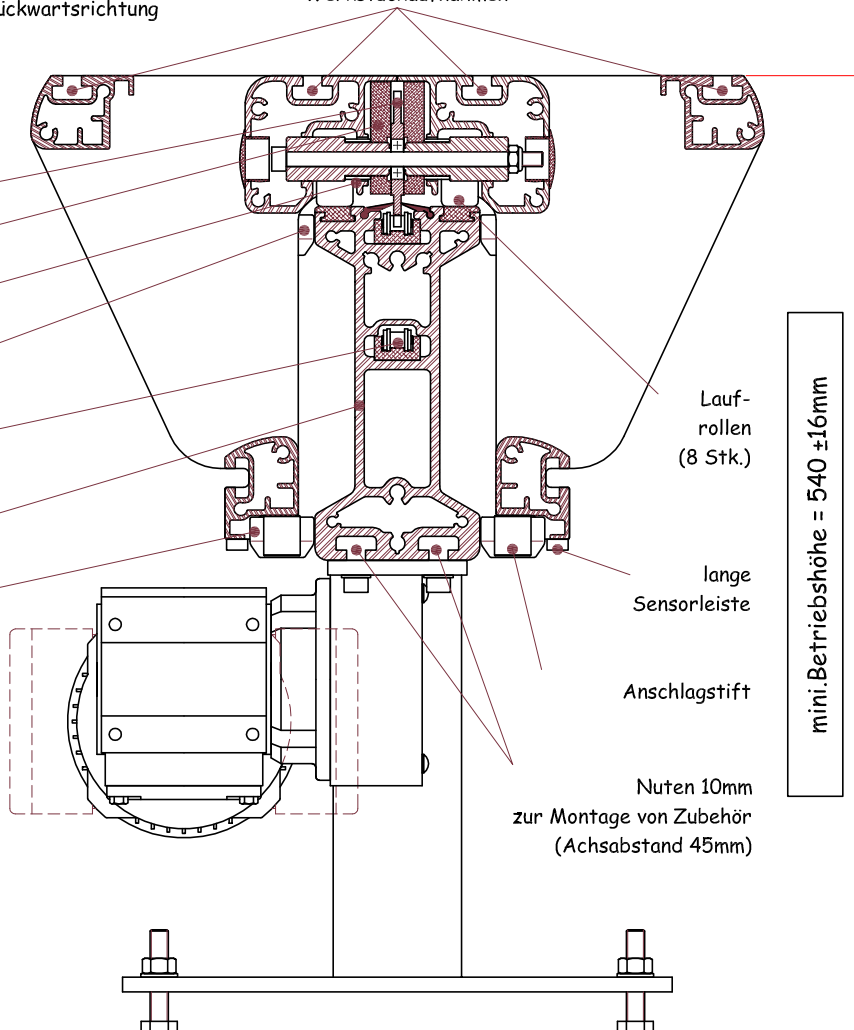 Lauf-
rollen
(8 Stk.)
mini.Betriebshöhe = 540 ±16mm
lange
Sensorleiste
Anschlagstift
Nuten 10mm
zur Montage von Zubehör
(Achsabstand 45mm)